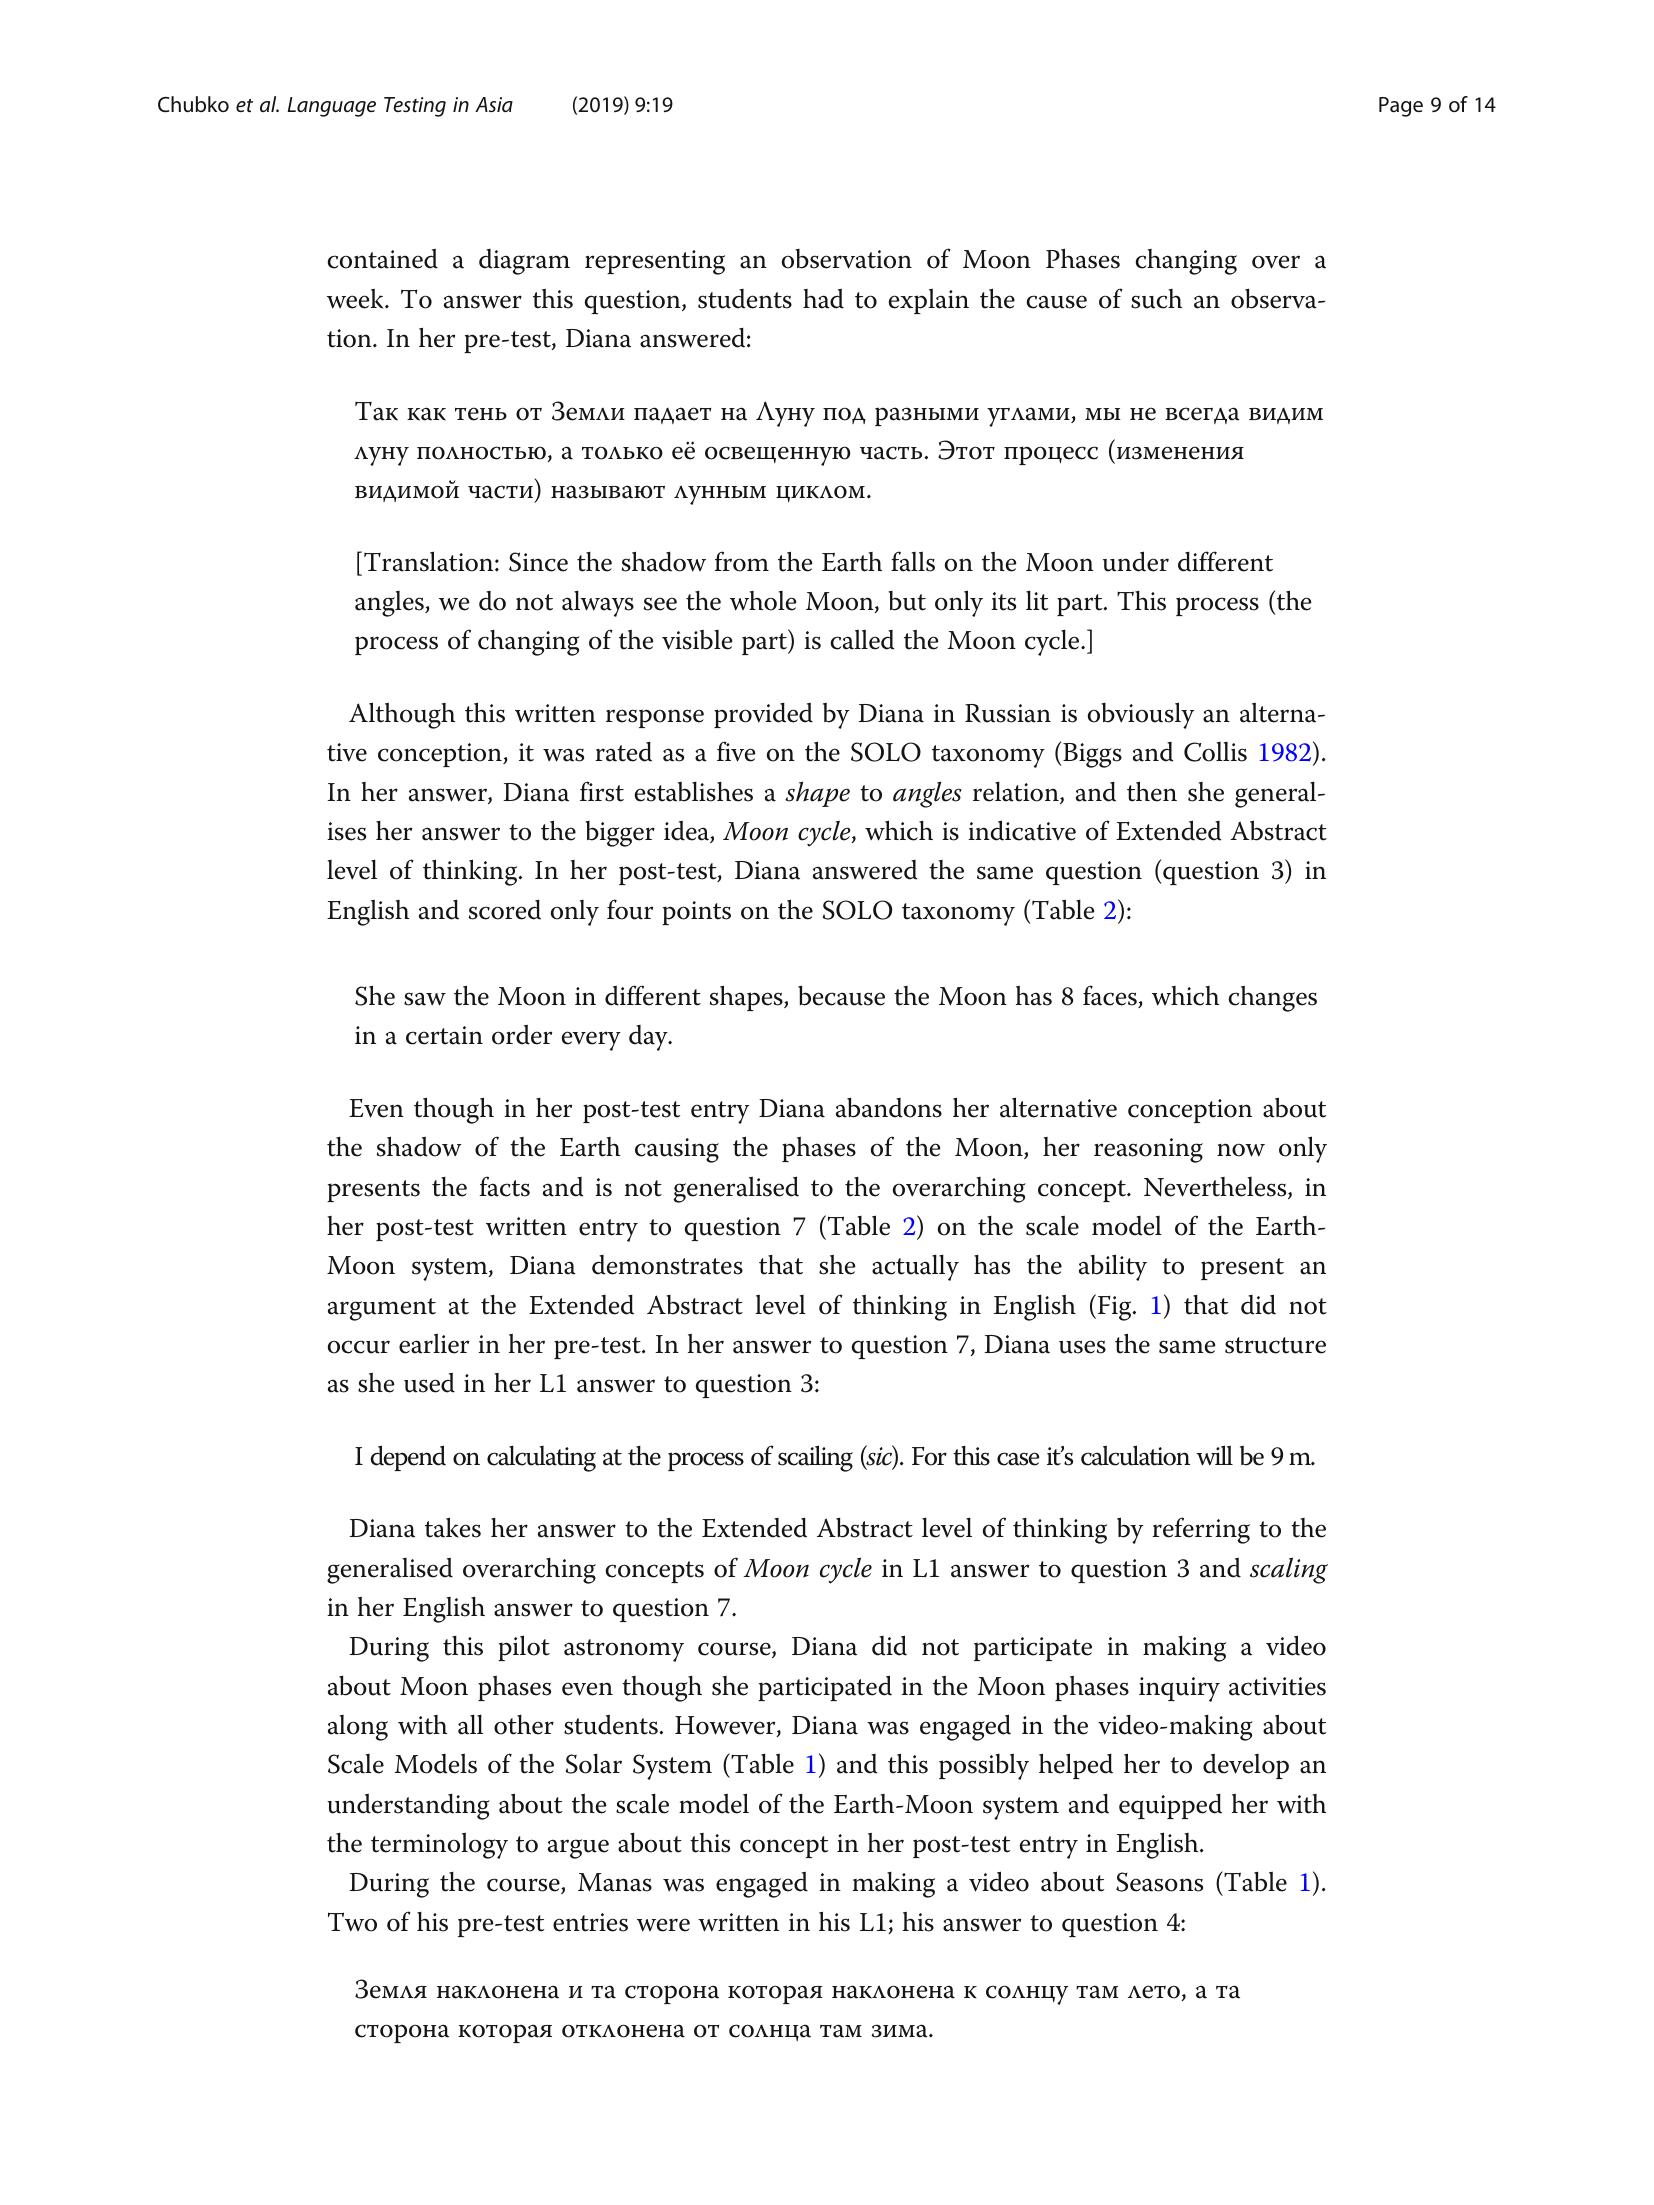 Chubko et al. Language Testing in Asia (2019) 9:19 Page 9 of 14
contained a diagram representing an observation of Moon Phases changing over a
week. To answer this question, students had to explain the cause of such an observa-
tion. In her pre-test, Diana answered:
Так как тень от Земли падает на Луну под разными углами, мы не всегда видим
луну полностью, а только её освещенную часть. Этот процесс (изменения
видимой части) называют лунным циклом.
[Translation: Since the shadow from the Earth falls on the Moon under different
angles, we do not always see the whole Moon, but only its lit part. This process (the
process of changing of the visible part) is called the Moon cycle.]
Although this written response provided by Diana in Russian is obviously an alterna-
tive conception, it was rated as a five on the SOLO taxonomy (Biggs and Collis 1982).
In her answer, Diana first establishes a shape to angles relation, and then she general-
ises her answer to the bigger idea, Moon cycle, which is indicative of Extended Abstract
level of thinking. In her post-test, Diana answered the same question (question 3) in
English and scored only four points on the SOLO taxonomy (Table 2):
She saw the Moon in different shapes, because the Moon has 8 faces, which changes
in a certain order every day.
Even though in her post-test entry Diana abandons her alternative conception about
the shadow of the Earth causing the phases of the Moon, her reasoning now only
presents the facts and is not generalised to the overarching concept. Nevertheless, in
her post-test written entry to question 7 (Table 2) on the scale model of the Earth-
Moon system, Diana demonstrates that she actually has the ability to present an
argument at the Extended Abstract level of thinking in English (Fig. 1) that did not
occur earlier in her pre-test. In her answer to question 7, Diana uses the same structure
as she used in her L1 answer to question 3:
I depend on calculating at the process of scailing (sic). For this case it's calculation will be 9 m.
Diana takes her answer to the Extended Abstract level of thinking by referring to the
generalised overarching concepts of Moon cycle in L1 answer to question 3 and scaling
in her English answer to question 7.
During this pilot astronomy course, Diana did not participate in making a video
about Moon phases even though she participated in the Moon phases inquiry activities
along with all other students. However, Diana was engaged in the video-making about
Scale Models of the Solar System (Table 1) and this possibly helped her to develop an
understanding about the scale model of the Earth-Moon system and equipped her with
the terminology to argue about this concept in her post-test entry in English.
During the course, Manas was engaged in making a video about Seasons (Table 1).
Two of his pre-test entries were written in his L1; his answer to question 4:
Земля наклонена и та сторона которая наклонена к солнцу там лето, а та
сторона которая отклонена от солнца там зима.